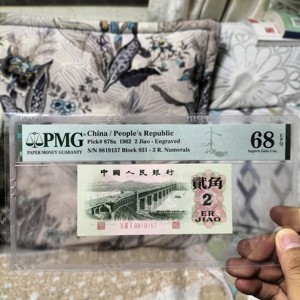 PMG
PAPER MONEY GUARANTY
China / People's Republic
Pick# 878a 1962 2 Jiao - Engraved
S/N 8819157 Block 031 - 3 R. Numerals
68 EPQ
Superb Gem Unc
中国人民银行
贰角
2
ER
JIAO
8819157